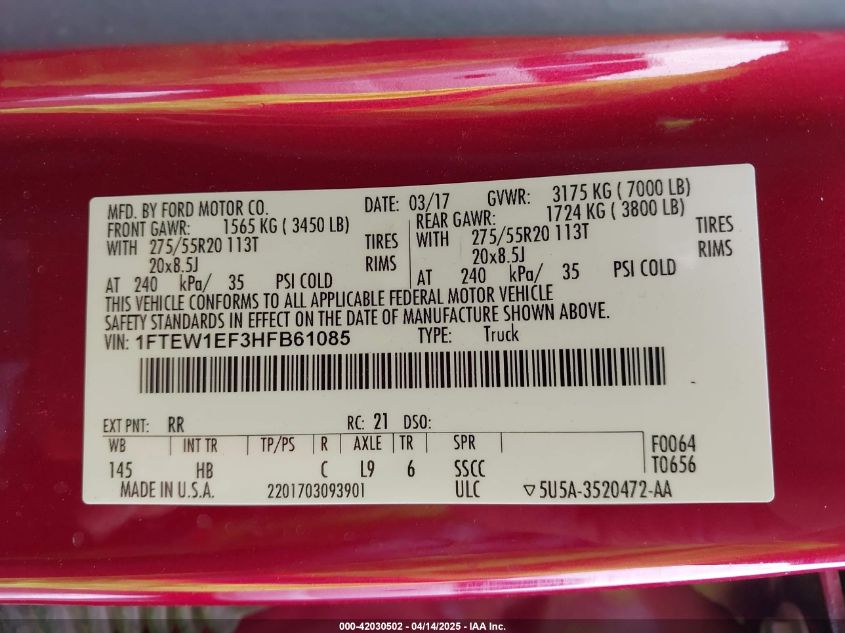 MFD. BY FORD MOTOR CO. DATE: 03/17 GVWR: 3175 KG ( 7000 LB)
FRONT GAWR: 1565 KG ( 3450 LB) REAR GAWR: 1724 KG ( 3800 LB)
WITH 275/55R20 113T TIRES WITH 275/55R20 113T TIRES
20x8.5J RIMS 20x8.5J RIMS
AT 240 kPa/ 35 PSI COLD AT 240 kPa/ 35 PSI COLD
THIS VEHICLE CONFORMS TO ALL APPLICABLE FEDERAL MOTOR VEHICLE
SAFETY STANDARDS IN EFFECT ON THE DATE OF MANUFACTURE SHOWN ABOVE.
VIN: 1FTEW1EF3HFB61085 TYPE: Truck
EXT PNT: RR RC: 21 DSO:
WB INT TR TP/PS R AXLE TR SPR F0064
145 HB C L9 6 SSCC T0656
MADE IN U.S.A. 2201703093901 ULC ▽5U5A-3520472-AA
000-42030502 - 04/14/2025 - IAA Inc.